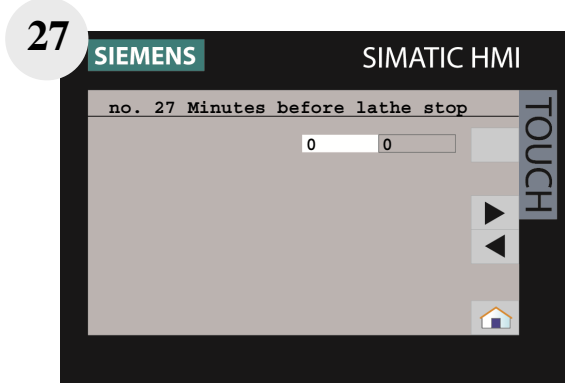 27
SIEMENS
SIMATIC HMI
TOUCH
no. 27 Minutes before lathe stop
0 0